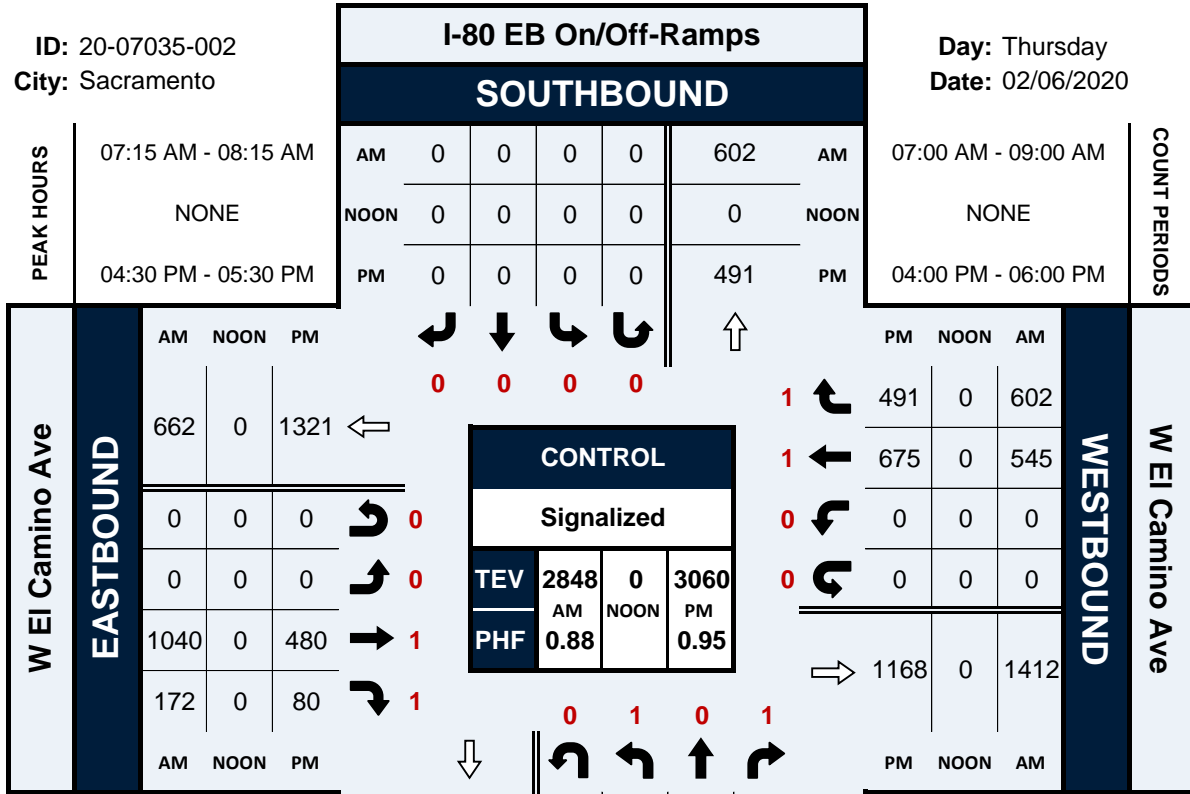 I-80 EB On/Off-Ramps
ID: 20-07035-002
City: Sacramento
Day: Thursday
Date: 02/06/2020
SOUTHBOUND
PEAK HOURS
07:15 AM - 08:15 AM
NONE
04:30 PM - 05:30 PM
AM 0 0 0 0 602 AM
NOON 0 0 0 0 0 NOON
PM 0 0 0 0 491 PM
07:00 AM - 09:00 AM
NONE
04:00 PM - 06:00 PM
COUNT PERIODS
0 0 0 0
W El Camino Ave
EASTBOUND
AM NOON PM
662 0 1321
0 0 0 0
0 0 0 0
1040 0 480 1
172 0 80 1
AM NOON PM
CONTROL
Signalized
TEV 2848 0 3060
AM NOON PM
PHF 0.88 0.95
PM NOON AM
1 491 0 602
1 675 0 545
0 0 0 0
0 0 0 0
1168 0 1412
PM NOON AM
WESTBOUND
W El Camino Ave
0 1 0 1